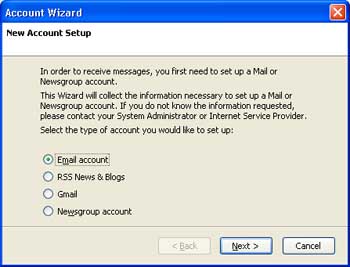 Account Wizard
New Account Setup
In order to receive messages, you first need to set up a Mail or
Newsgroup account.
This Wizard will collect the information necessary to set up a Mail or
Newsgroup account. If you do not know the information requested,
please contact your System Administrator or Internet Service Provider.
Select the type of account you would like to set up:
Email account
RSS News & Blogs
Gmail
Newsgroup account
< Back Next > Cancel